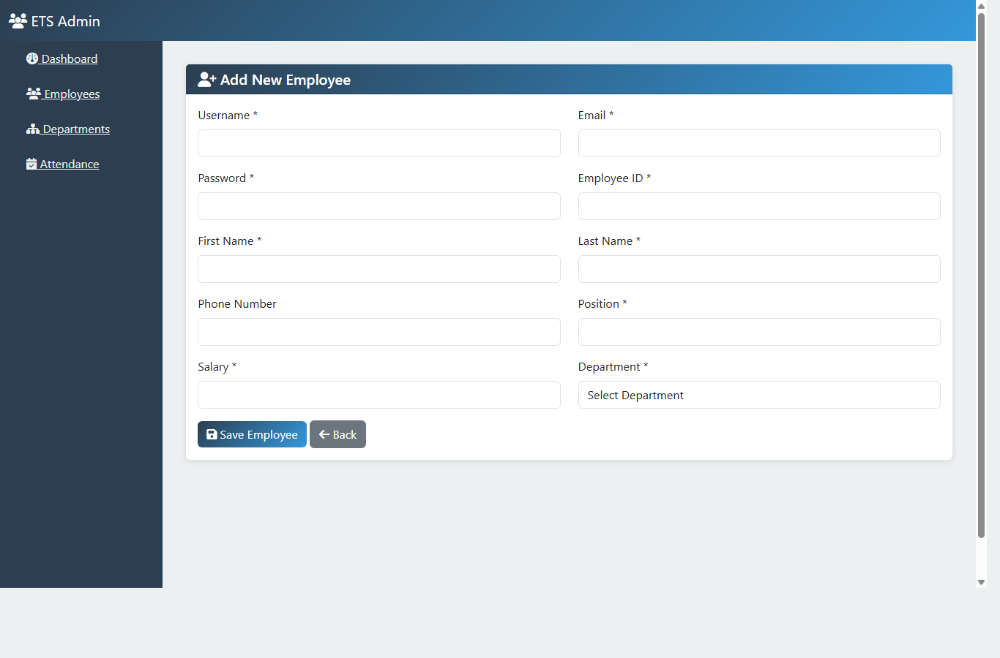 ETS Admin
Dashboard
Employees
Departments
Attendance
Add New Employee
Username *
Email *
Password *
Employee ID *
First Name *
Last Name *
Phone Number
Position *
Salary *
Department *
Select Department
Save Employee
Back